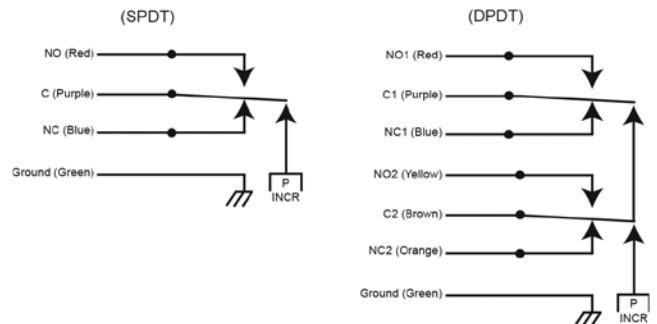 (SPDT)
NO (Red)
C (Purple)
NC (Blue)
Ground (Green)
P
INCR
(DPDT)
NO1 (Red)
C1 (Purple)
NC1 (Blue)
NO2 (Yellow)
C2 (Brown)
NC2 (Orange)
Ground (Green)
P
INCR